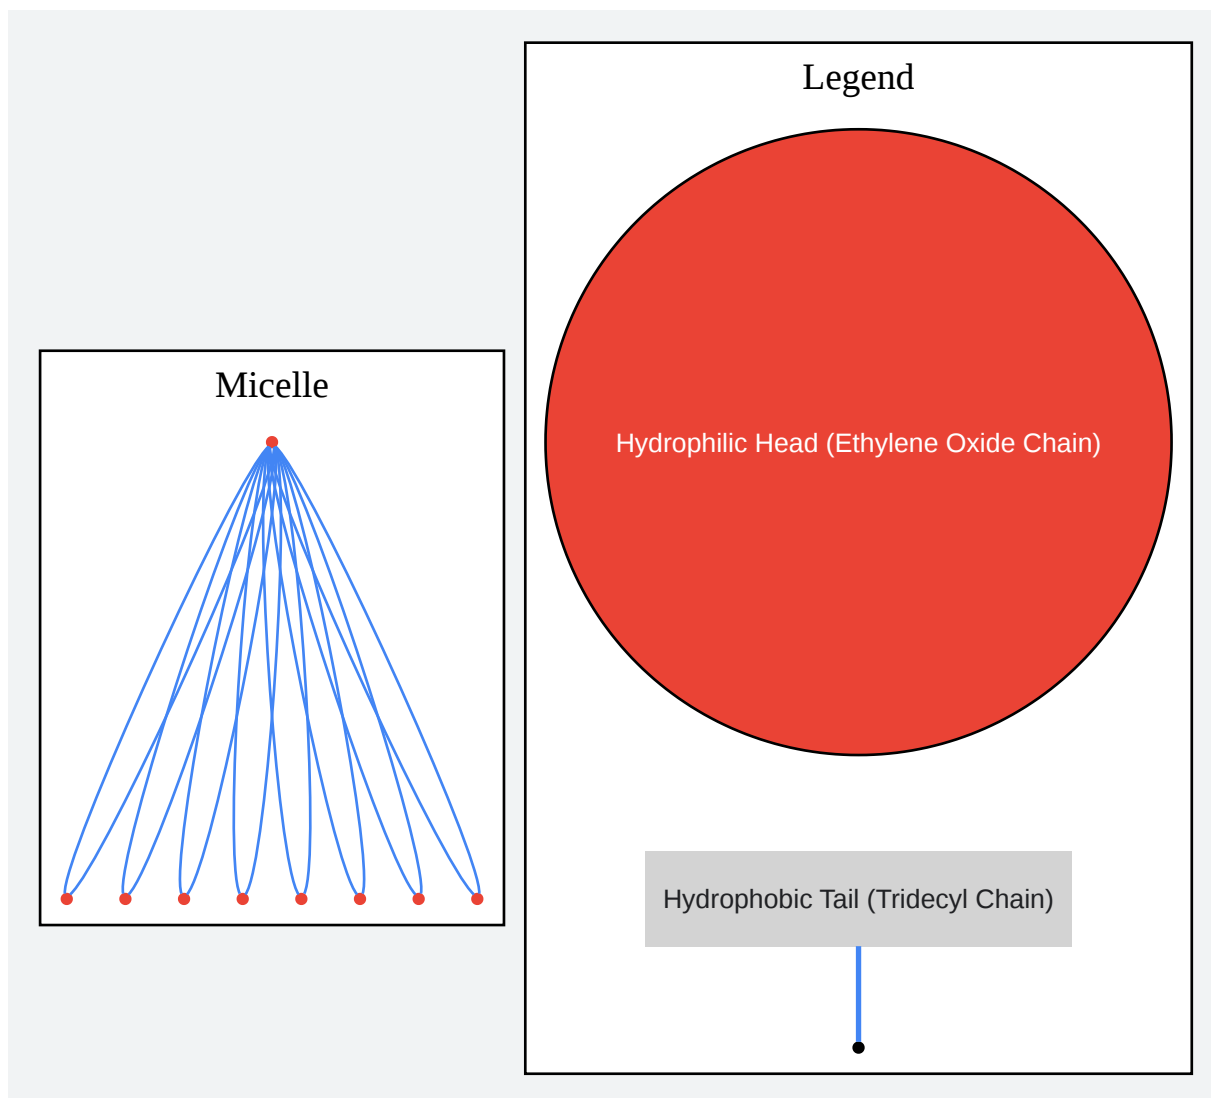 Legend
Hydrophilic Head (Ethylene Oxide Chain)
Micelle
Hydrophobic Tail (Tridecyl Chain)